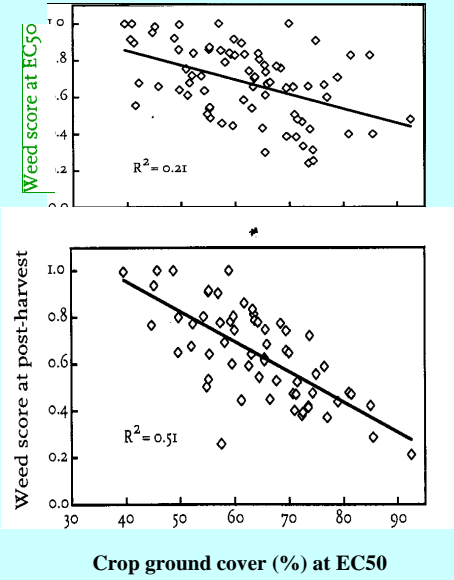 Weed score at EC50
1.0
.8
.6
.4
.2
0.0
R² = 0.21
Weed score at post-harvest
1.0
0.8
0.6
0.4
0.2
0.0
R² = 0.51
30 40 50 60 70 80 90
Crop ground cover (%) at EC50